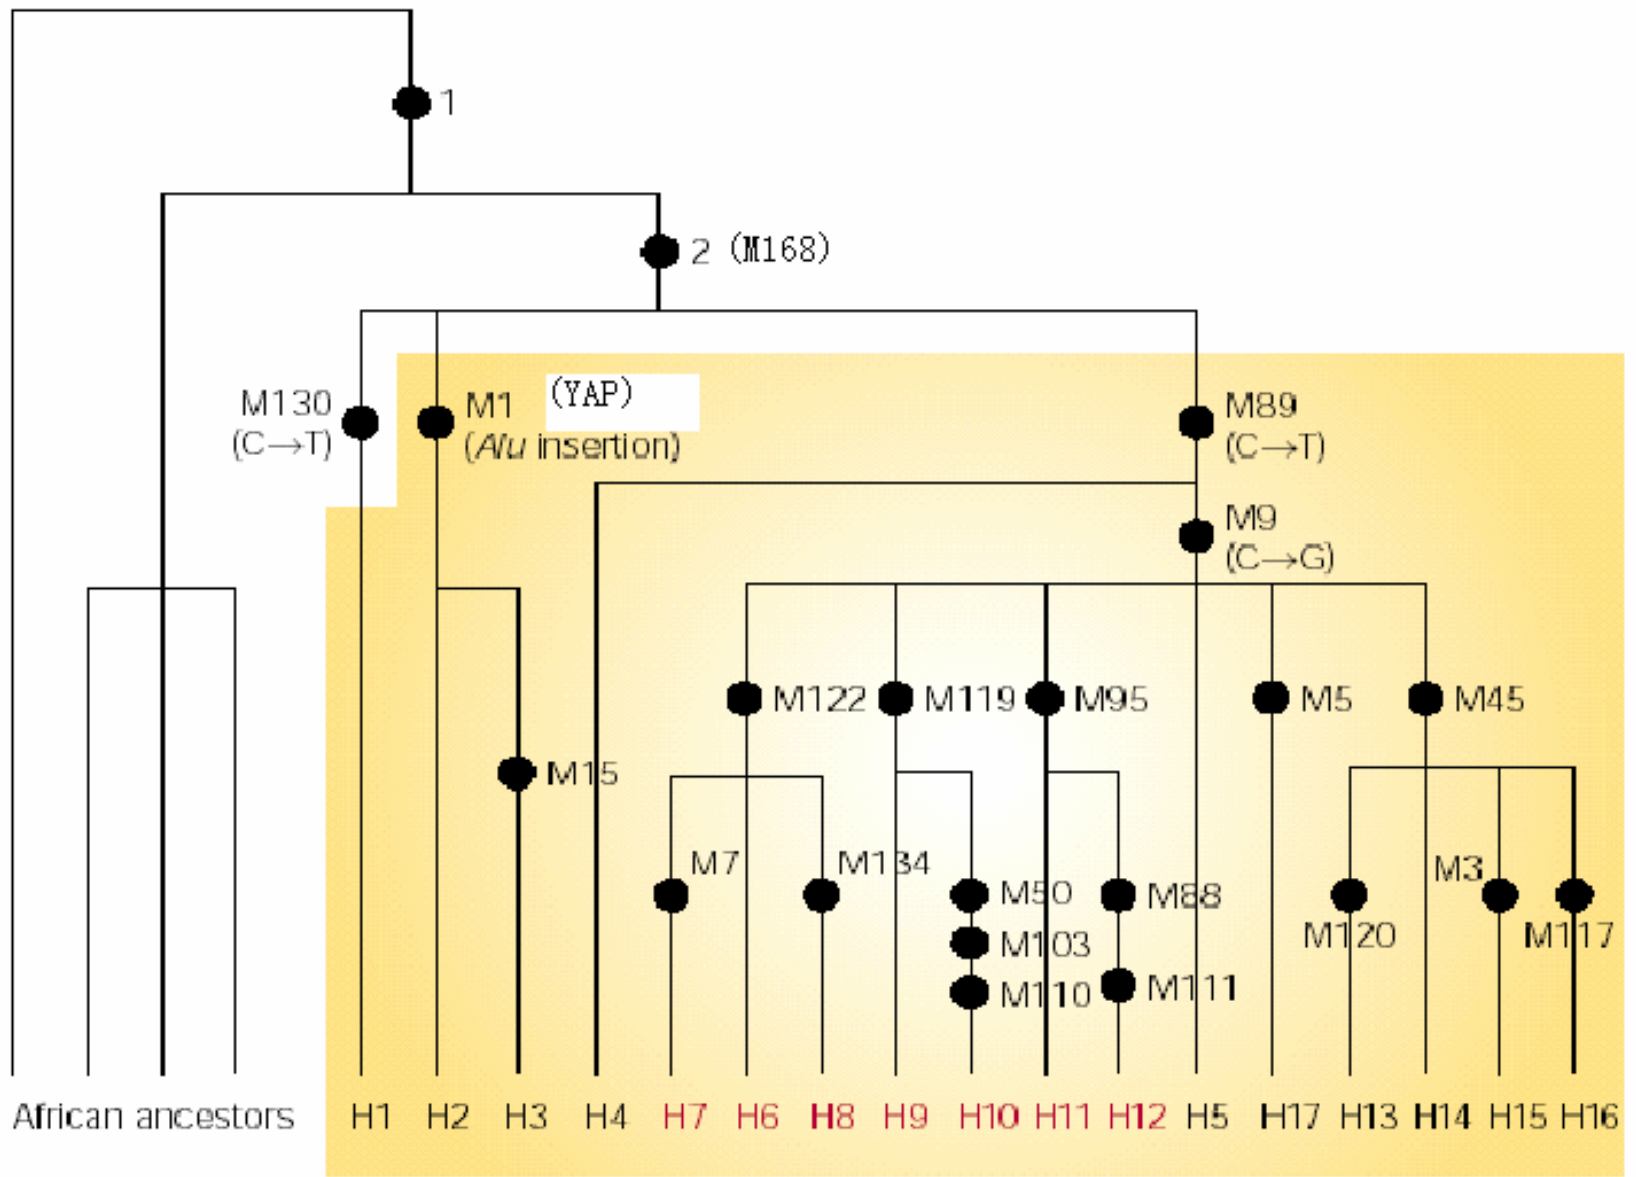 1
2 (M168)
M130
(C→T)
M1 (YAP)
(Alu insertion)
M89
(C→T)
M9
(C→G)
M122
M119
M95
M5
M45
M15
M7
M134
M50
M88
M3
M103
M120
M117
M110
M111
African ancestors H1 H2 H3 H4 H7 H6 H8 H9 H10 H11 H12 H5 H17 H13 H14 H15 H16